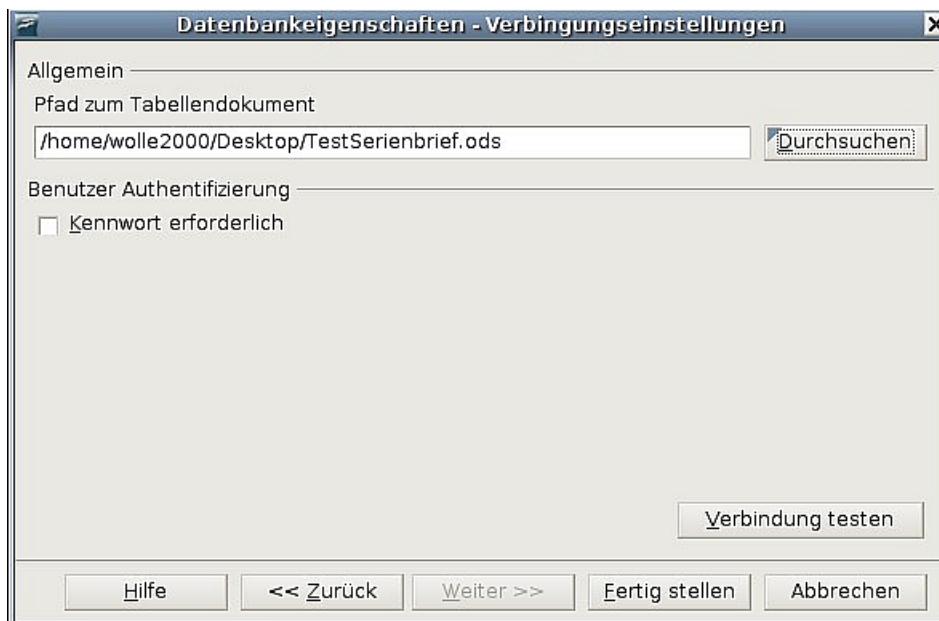 Datenbankeigenschaften - Verbingungseinstellungen
Allgemein
Pfad zum Tabellendokument
/home/wolle2000/Desktop/TestSerienbrief.ods
Durchsuchen
Benutzer Authentifizierung
Kennwort erforderlich
Verbindung testen
Hilfe
<< Zurück
Weiter >>
Fertig stellen
Abbrechen